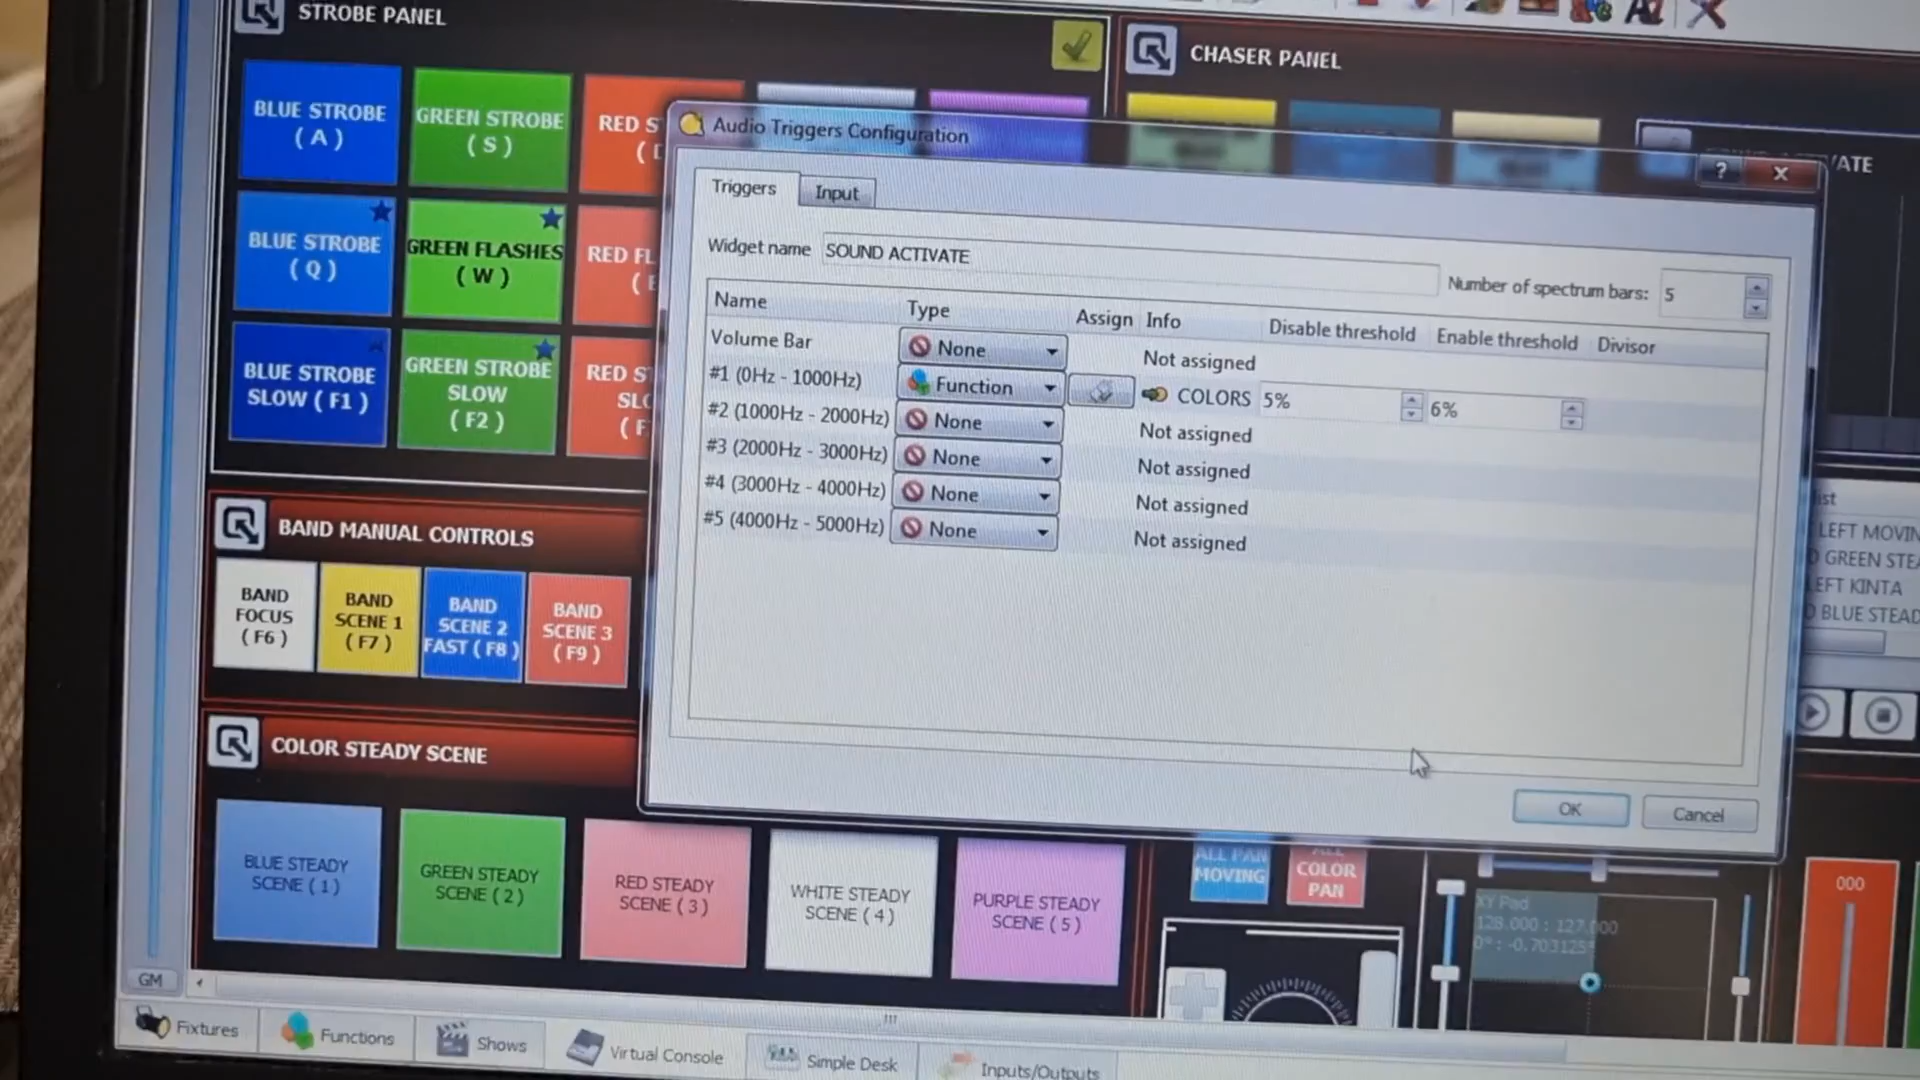 STROBE PANEL
CHASER PANEL
BLUE STROBE
( A )
GREEN STROBE
( S )
RED S
BLUE STROBE
( Q )
GREEN FLASHES
( W )
RED FL
BLUE STROBE
SLOW ( F1 )
GREEN STROBE
SLOW
( F2 )
RED S
Audio Triggers Configuration
?
X
Triggers
Input
Widget name
SOUND ACTIVATE
Number of spectrum bars:
5
Name
Type
Assign
Info
Disable threshold
Enable threshold
Divisor
Volume Bar
None
Not assigned
#1 (0Hz - 1000Hz)
Function
COLORS
5%
6%
#2 (1000Hz - 2000Hz)
None
Not assigned
#3 (2000Hz - 3000Hz)
None
Not assigned
#4 (3000Hz - 4000Hz)
None
Not assigned
#5 (4000Hz - 5000Hz)
None
Not assigned
OK
Cancel
LEFT MOVIN
GREEN STEA
LEFT KINTA
BLUE STEAD
BAND MANUAL CONTROLS
BAND
FOCUS
( F6 )
BAND
SCENE 1
( F7 )
BAND
SCENE 2
FAST ( F8 )
BAND
SCENE 3
( F9 )
COLOR STEADY SCENE
BLUE STEADY
SCENE ( 1 )
GREEN STEADY
SCENE ( 2 )
RED STEADY
SCENE ( 3 )
WHITE STEADY
SCENE ( 4 )
PURPLE STEADY
SCENE ( 5 )
ALL PAN
MOVING
ALL
COLOR
PAN
XY Pad
128.000 : 127.000
0° : -0.703125°
000
GM
Fixtures
Functions
Shows
Virtual Console
Simple Desk
Inputs/Outputs